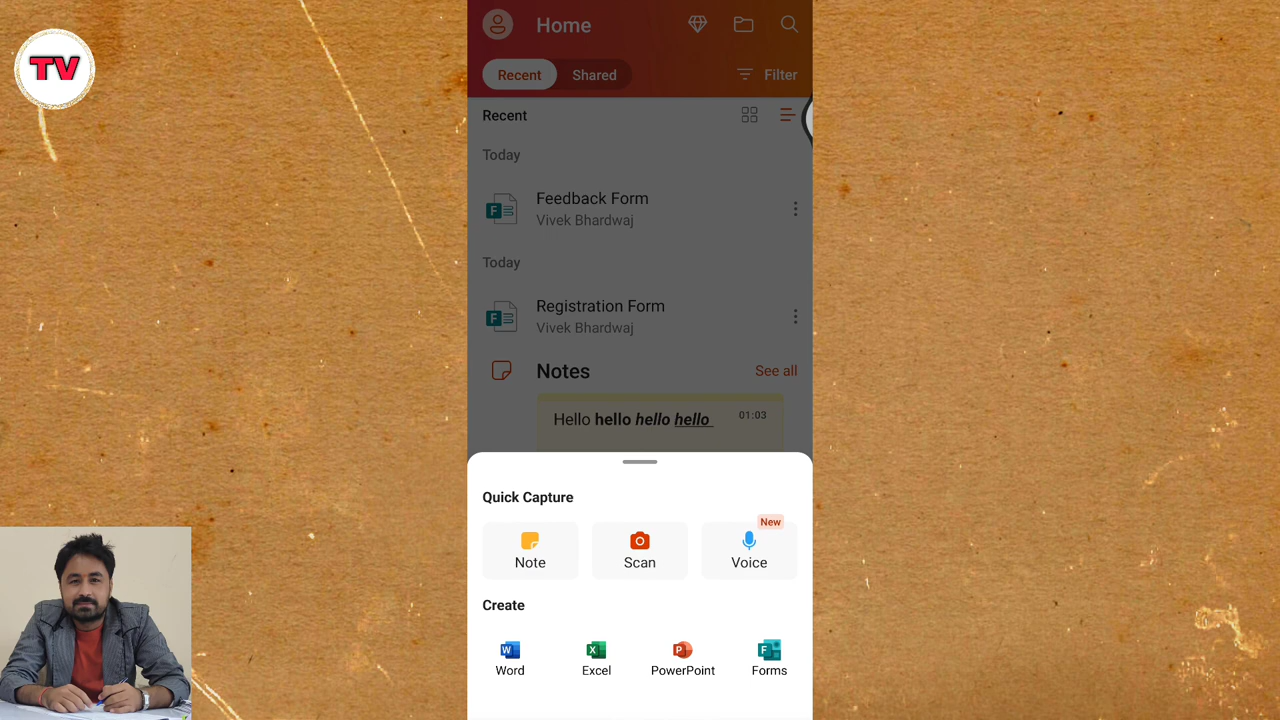 TV
Home
Recent Shared Filter
Recent
Today
Feedback Form
Vivek Bhardwaj
Today
Registration Form
Vivek Bhardwaj
Notes See all
Hello hello hello hello 01:03
Quick Capture
New
Note Scan Voice
Create
Word Excel PowerPoint Forms